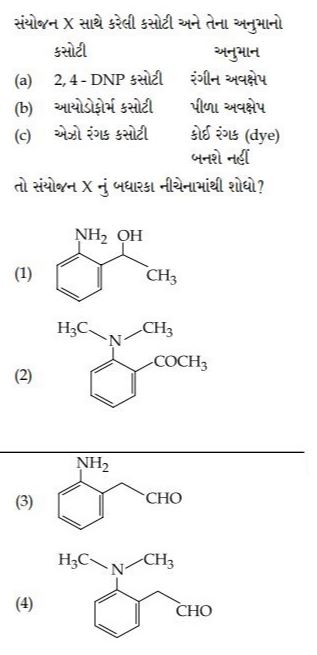 સંયોજન X સાથે કરેલી કસોટી અને તેના અનુમાનો
કસોટી અનુમાન
(a) 2, 4 - DNP કસોટી રંગીન અવક્ષેપ
(b) આયોડોફોર્મ કસોટી પીળા અવક્ષેપ
(c) એઝો રંગક કસોટી કોઈ રંગક (dye)
બનશે નહીં
તો સંયોજન X નું બંધારણ નીચેનામાંથી શોધો?
NH₂ OH
(1) CH₃
H₃C N CH₃
(2) COCH₃
NH₂
(3) CHO
H₃C N CH₃
(4) CHO